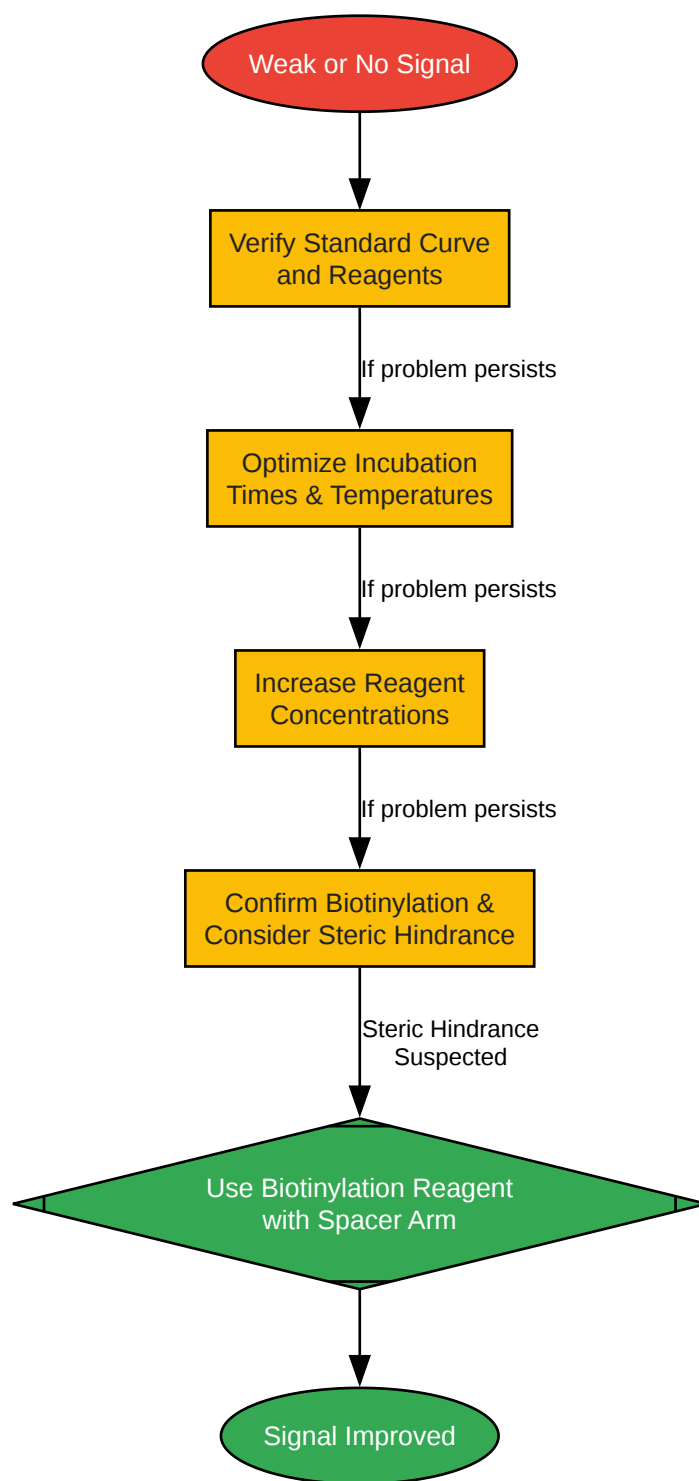 Weak or No Signal
Verify Standard Curve
and Reagents
If problem persists
Optimize Incubation
Times & Temperatures
If problem persists
Increase Reagent
Concentrations
If problem persists
Confirm Biotinylation &
Consider Steric Hindrance
Steric Hindrance
Suspected
Use Biotinylation Reagent
with Spacer Arm
Signal Improved